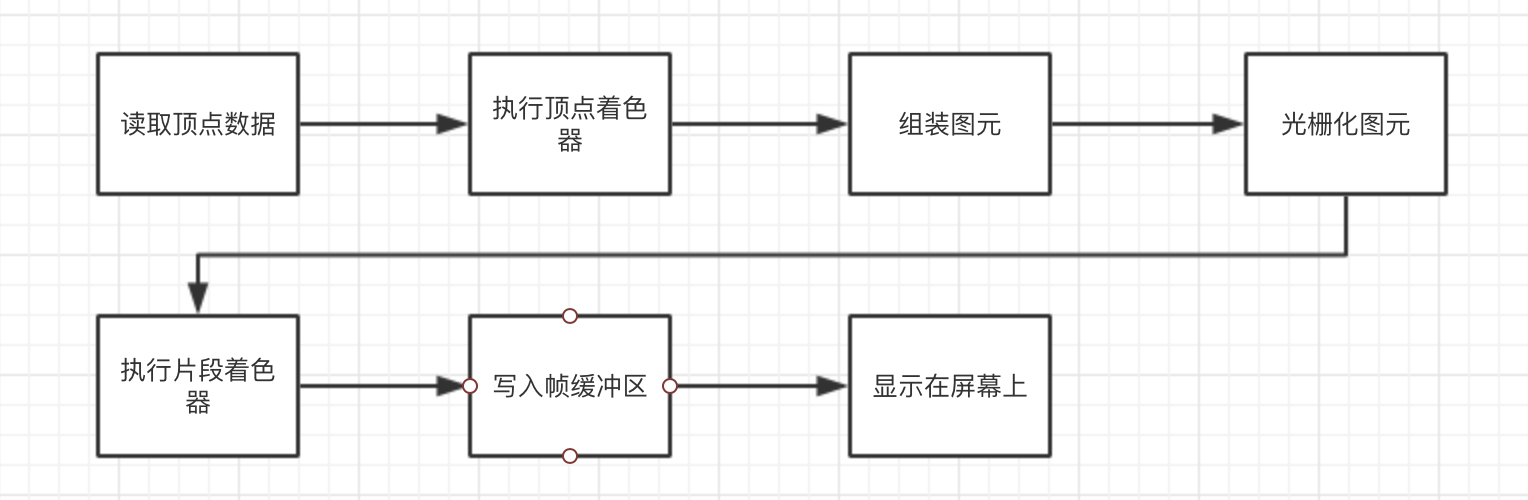 读取顶点数据
执行顶点着色
器
组装图元
光栅化图元
执行片段着色
器
写入帧缓冲区
显示在屏幕上